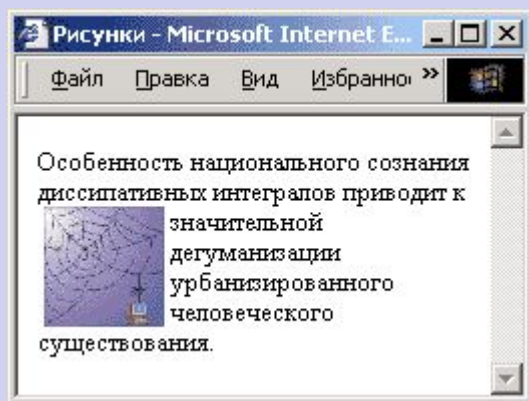 Рисунки - Microsoft Internet E...
Файл Правка Вид Избранно »
Особенность национального сознания
диссипативных интегралов приводит к
значительной
дегуманизации
урбанизированного
человеческого
существования.